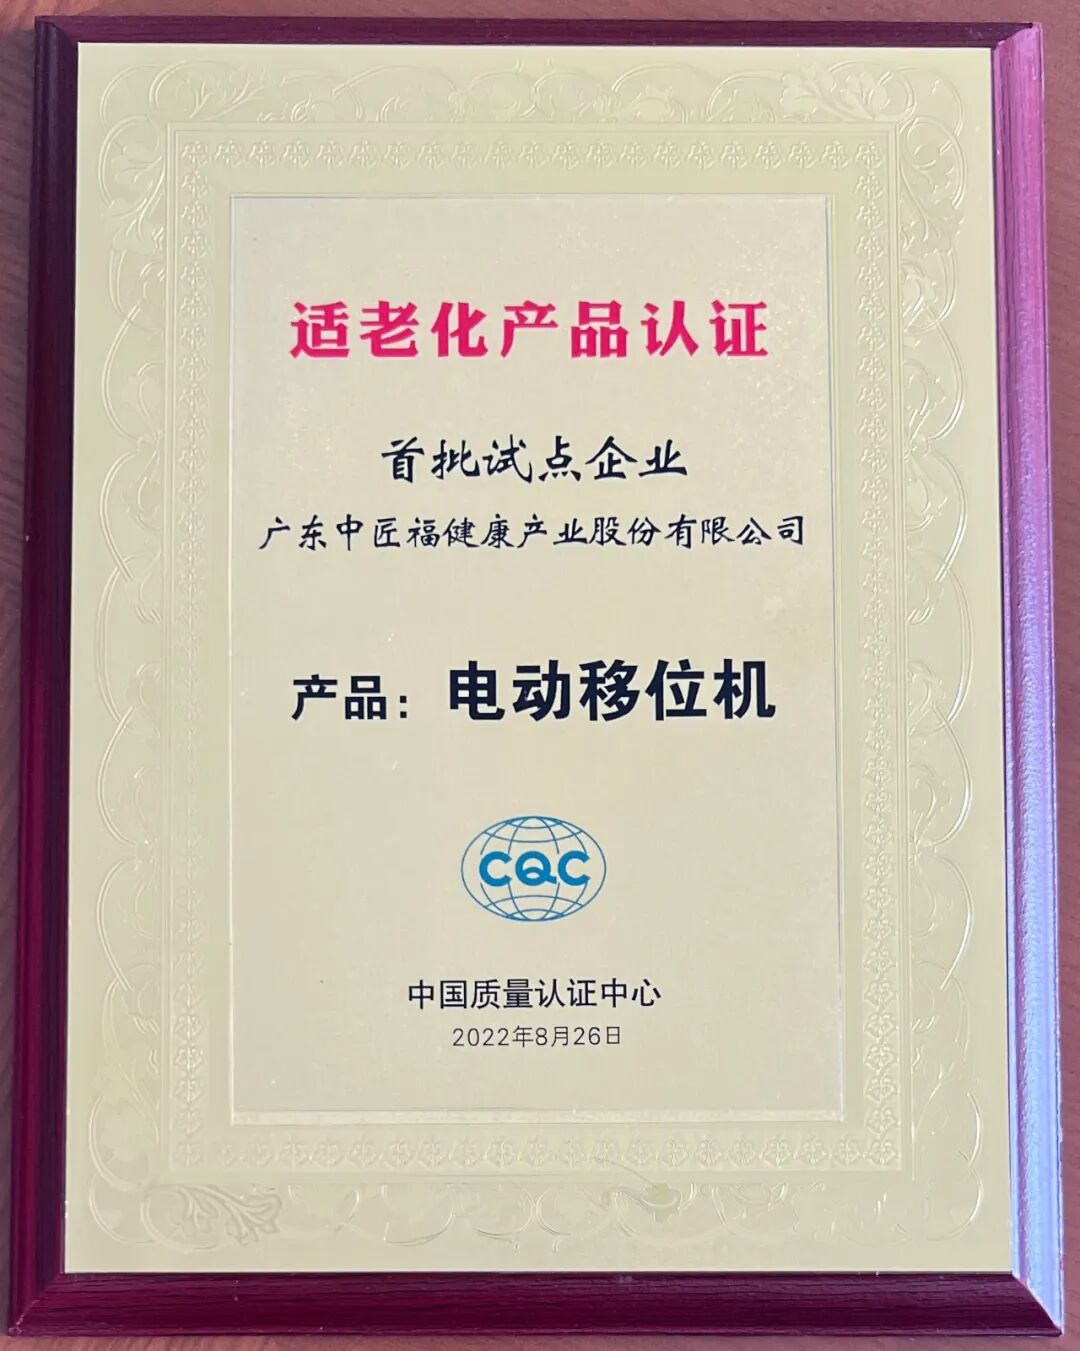 适老化产品认证
首批试点企业
广东中匠福健康产业股份有限公司
产品：电动移位机
CQC
中国质量认证中心
2022年8月26日